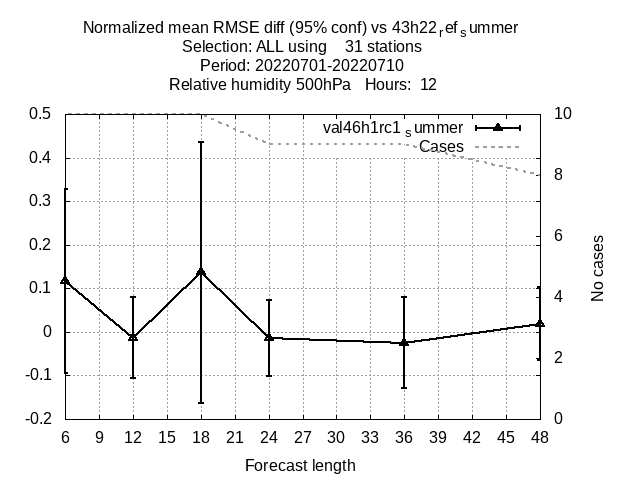 Normalized mean RMSE diff (95% conf) vs 43h22ref summer
Selection: ALL using 31 stations
Period: 20220701-20220710
Relative humidity 500hPa Hours: 12
val46h1rc1summer
Cases
0.5
0.4
0.3
0.2
0.1
0
-0.1
-0.2
10
8
6
4
2
0
No cases
6 9 12 15 18 21 24 27 30 33 36 39 42 45 48
Forecast length